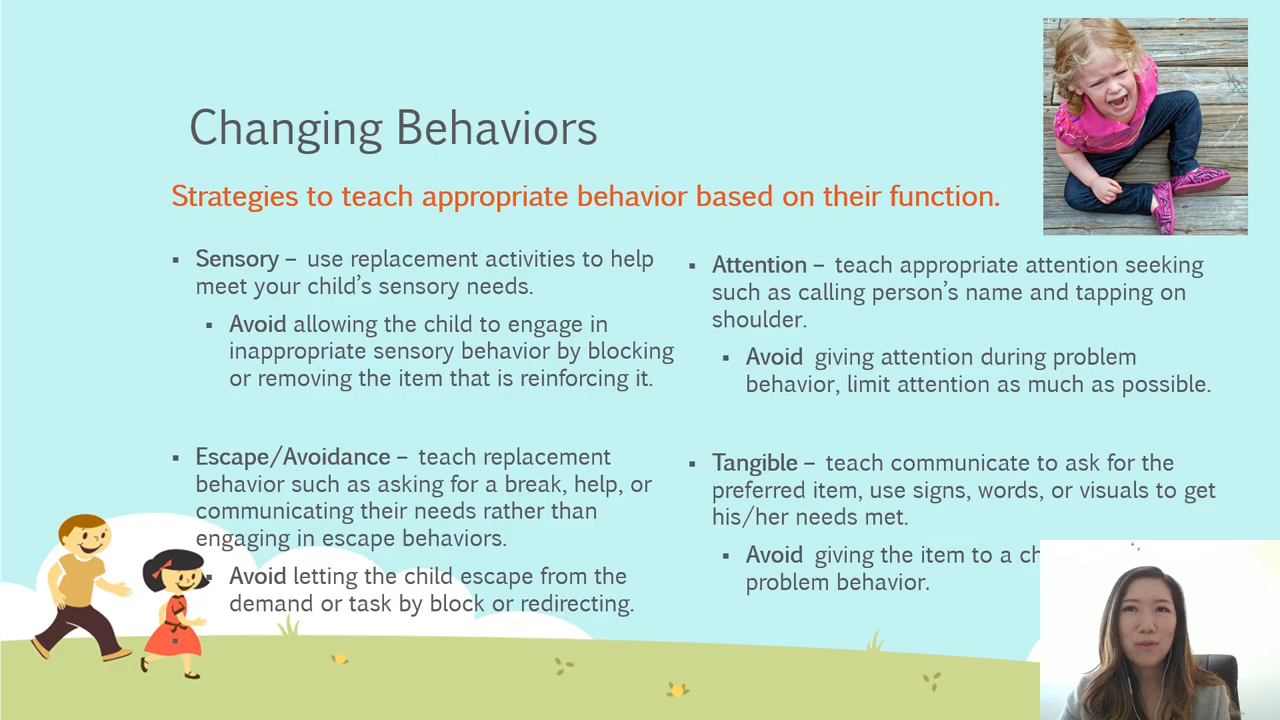 Changing Behaviors
Strategies to teach appropriate behavior based on their function.
Sensory – use replacement activities to help
meet your child's sensory needs.
Avoid allowing the child to engage in
inappropriate sensory behavior by blocking
or removing the item that is reinforcing it.
Escape/Avoidance – teach replacement
behavior such as asking for a break, help, or
communicating their needs rather than
engaging in escape behaviors.
Avoid letting the child escape from the
demand or task by block or redirecting.
Attention – teach appropriate attention seeking
such as calling person's name and tapping on
shoulder.
Avoid giving attention during problem
behavior, limit attention as much as possible.
Tangible – teach communicate to ask for the
preferred item, use signs, words, or visuals to get
his/her needs met.
Avoid giving the item to a
problem behavior.